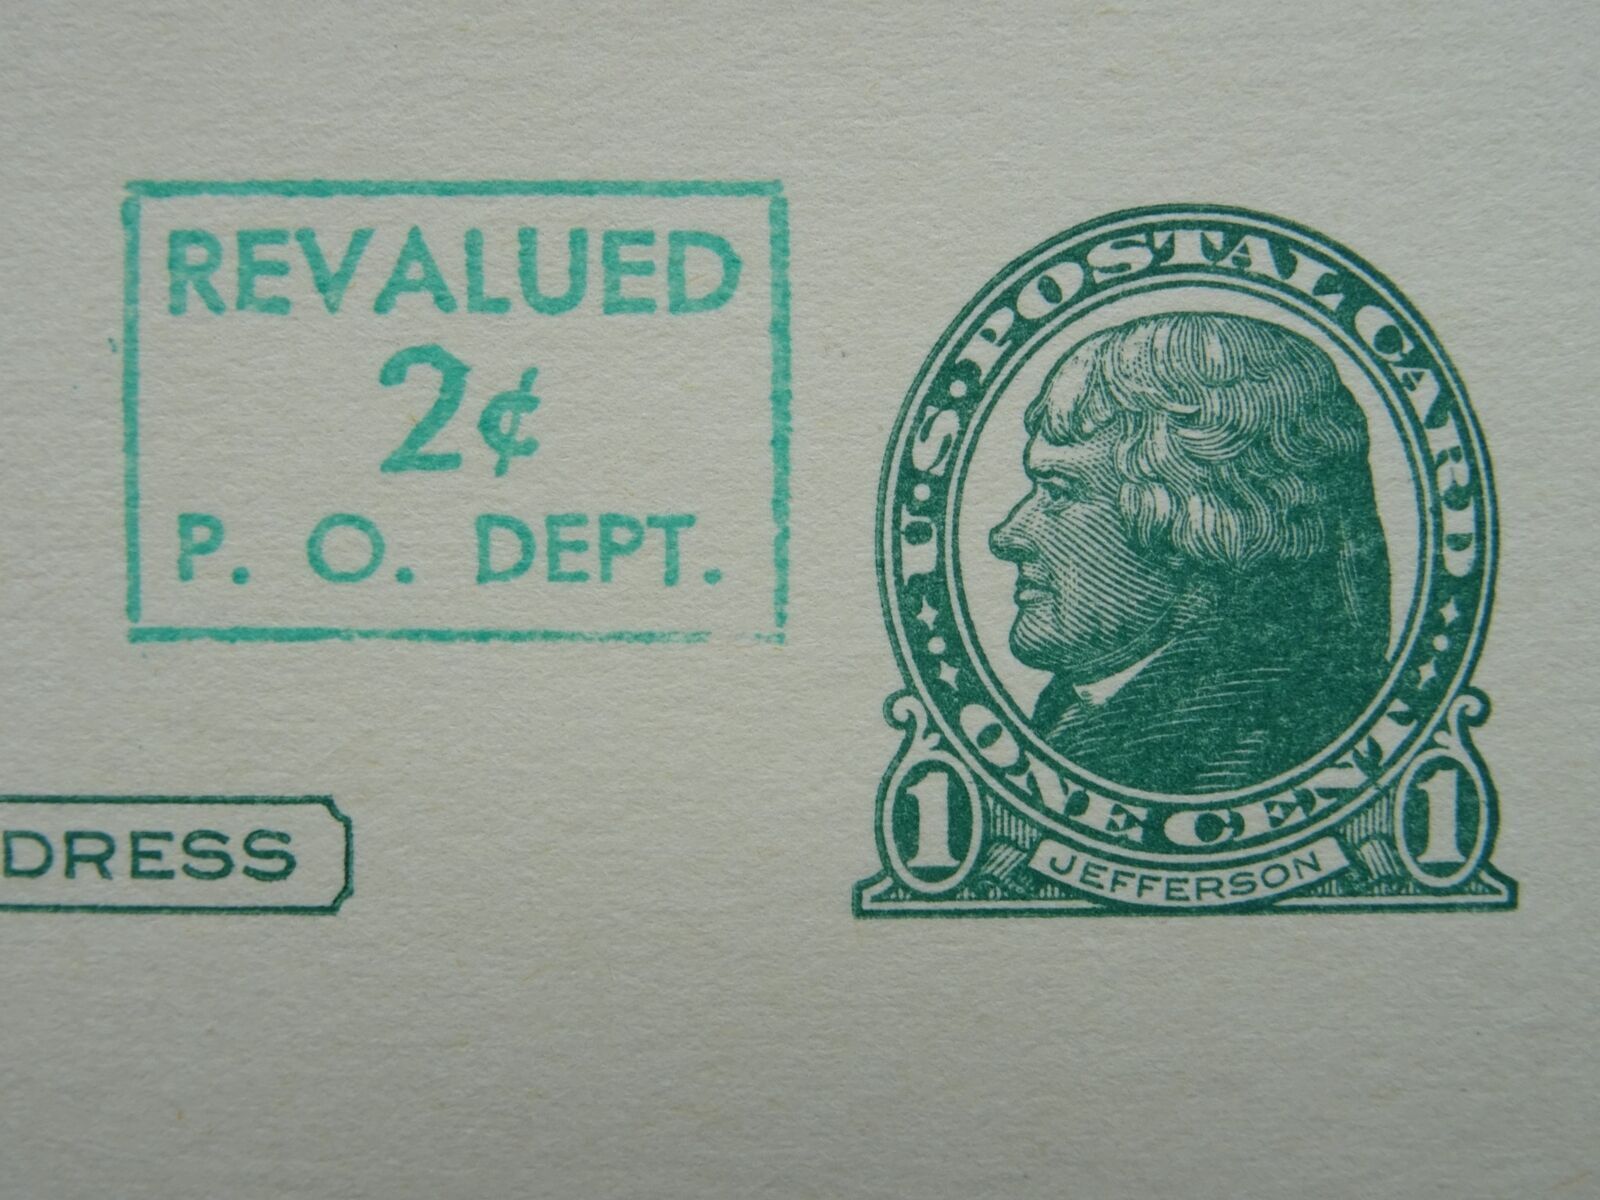 REVALUED
2¢
P. O. DEPT.
U.S. POSTAL CARD
ONE CENT
1 JEFFERSON 1
DRESS